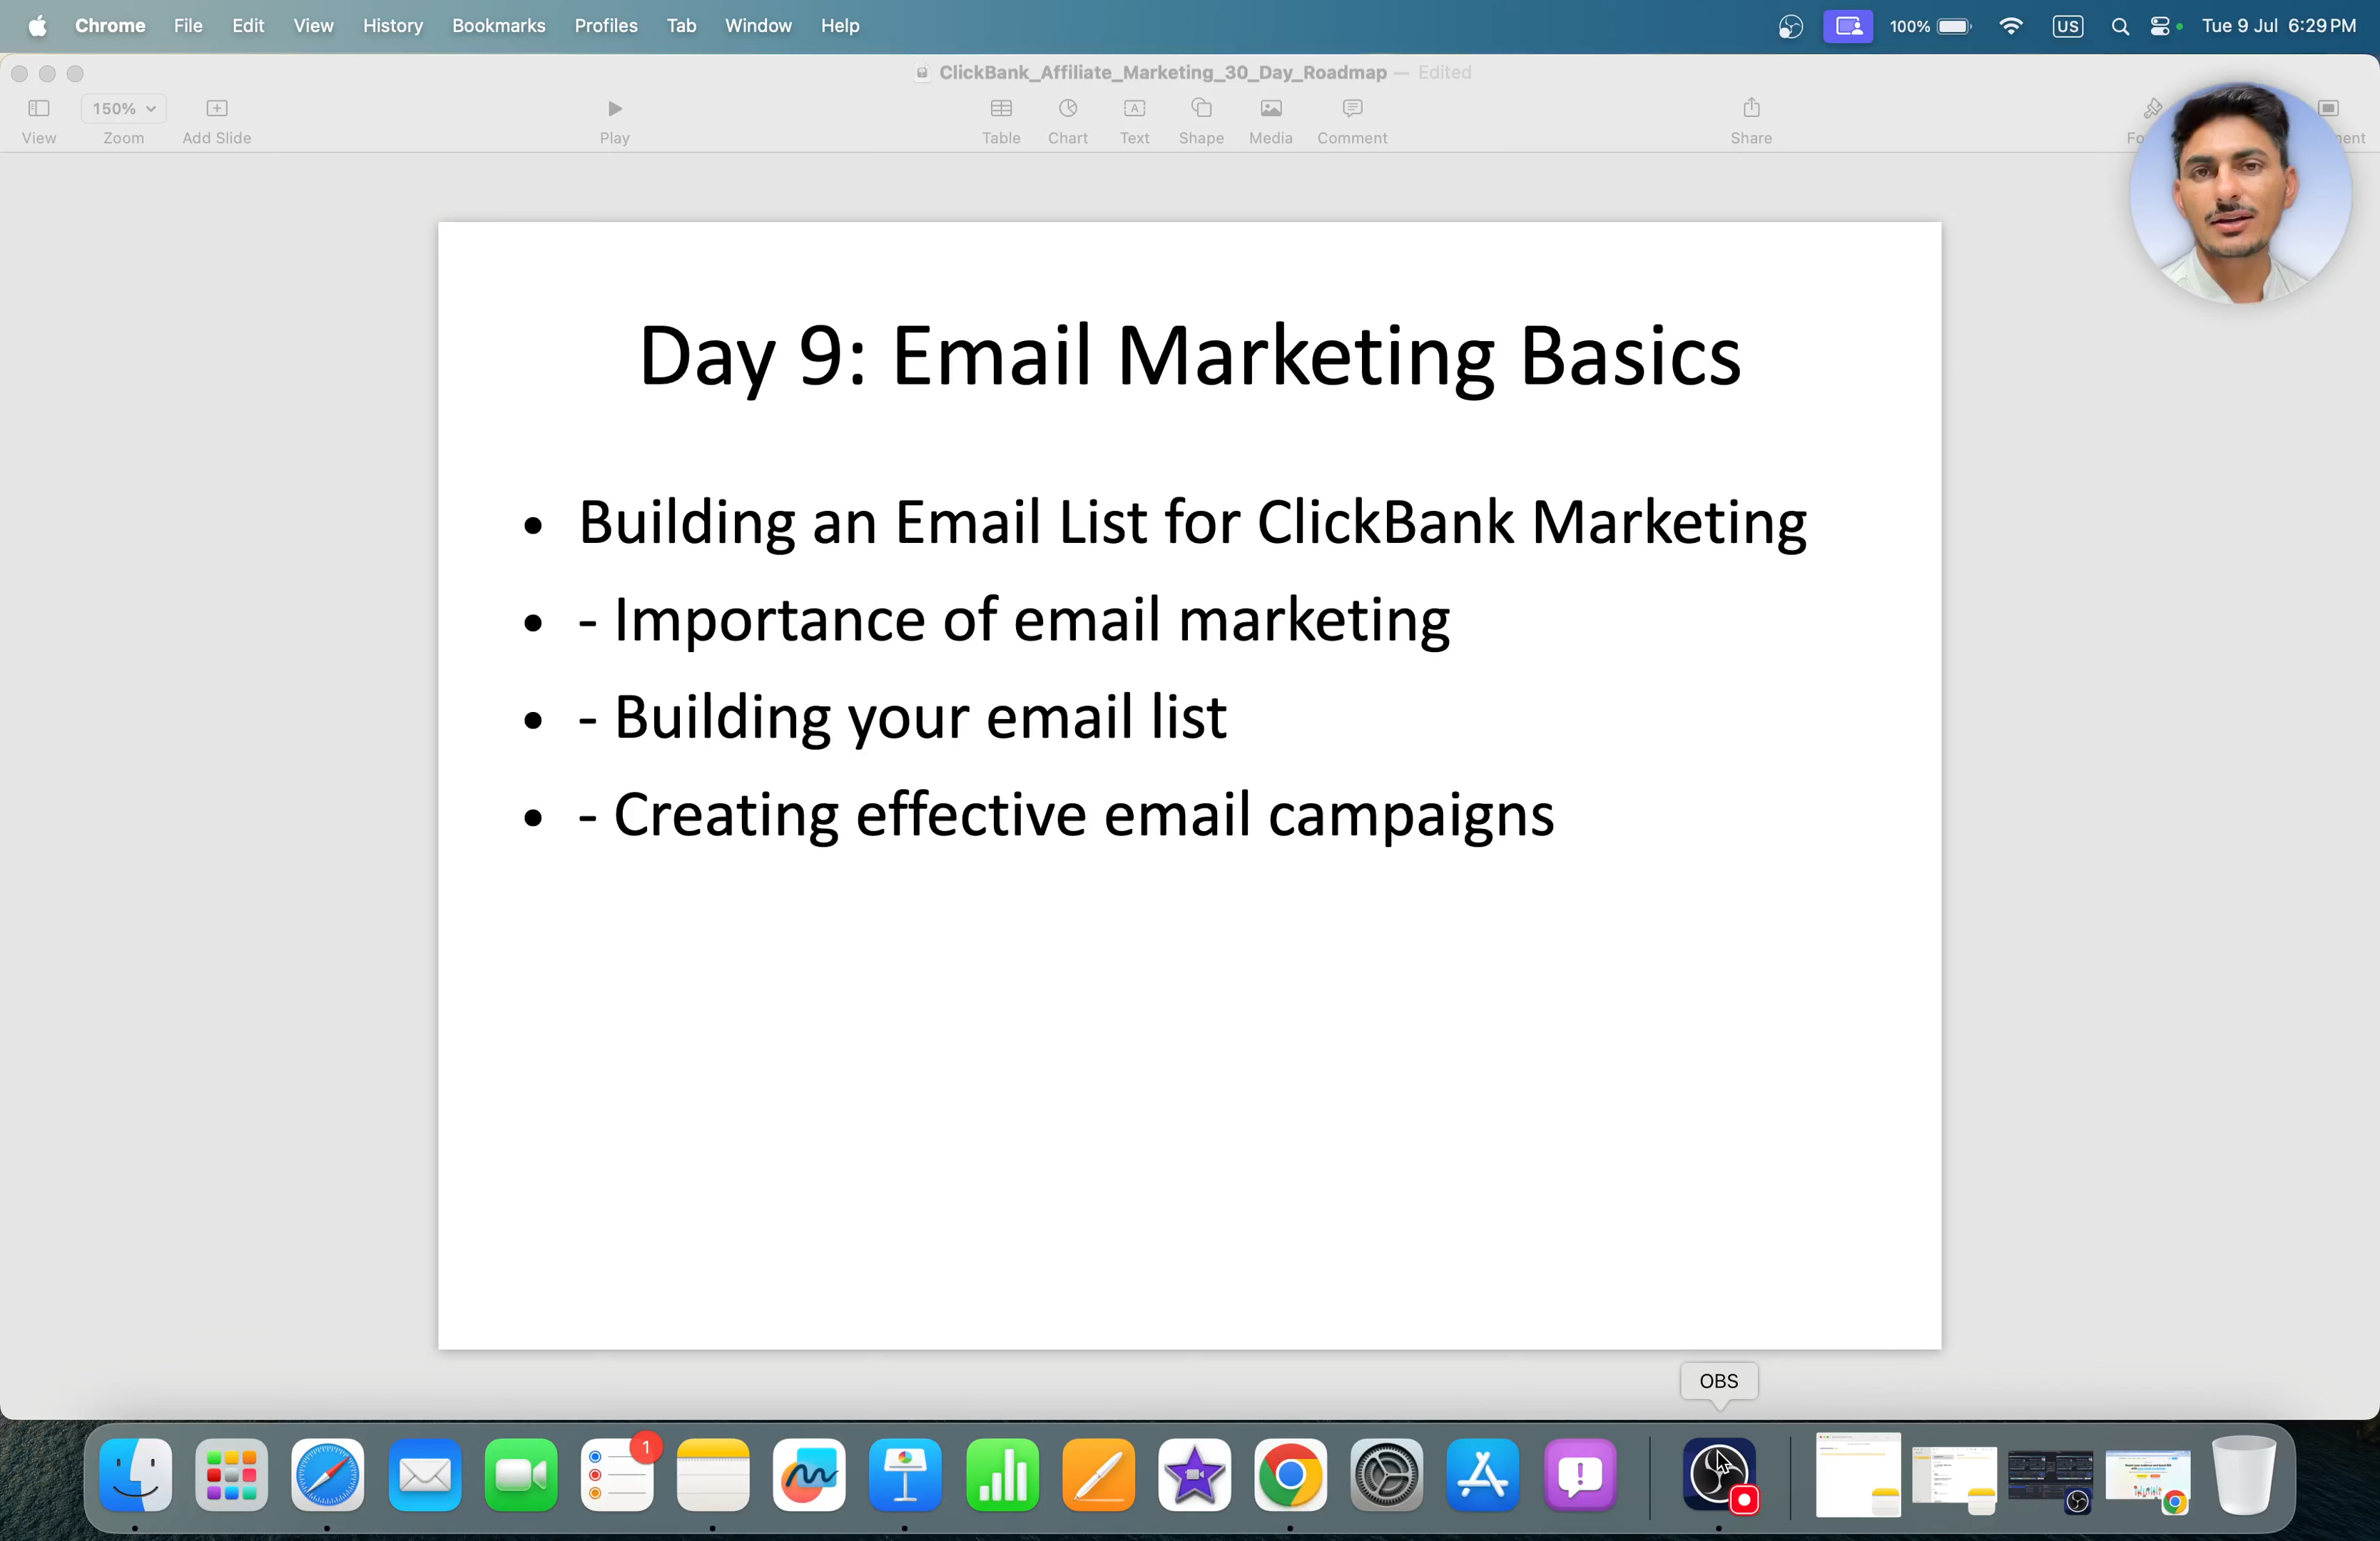 Chrome File Edit View History Bookmarks Profiles Tab Window Help 100% US Tue 9 Jul 6:29 PM
ClickBank_Affiliate_Marketing_30_Day_Roadmap — Edited
150%
View Zoom Add Slide Play Table Chart Text Shape Media Comment Share
Day 9: Email Marketing Basics
• Building an Email List for ClickBank Marketing
• - Importance of email marketing
• - Building your email list
• - Creating effective email campaigns
OBS
1